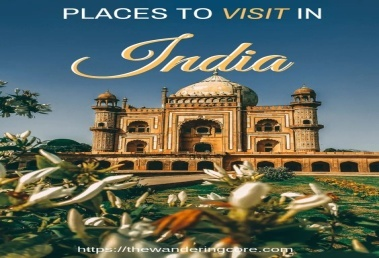 PLACES TO VISIT IN
India
https://thewanderingcore.com